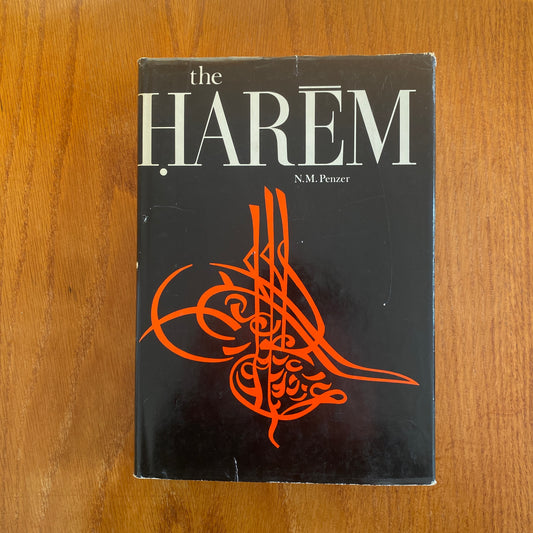 the
ḤARĒM
N.M. Penzer